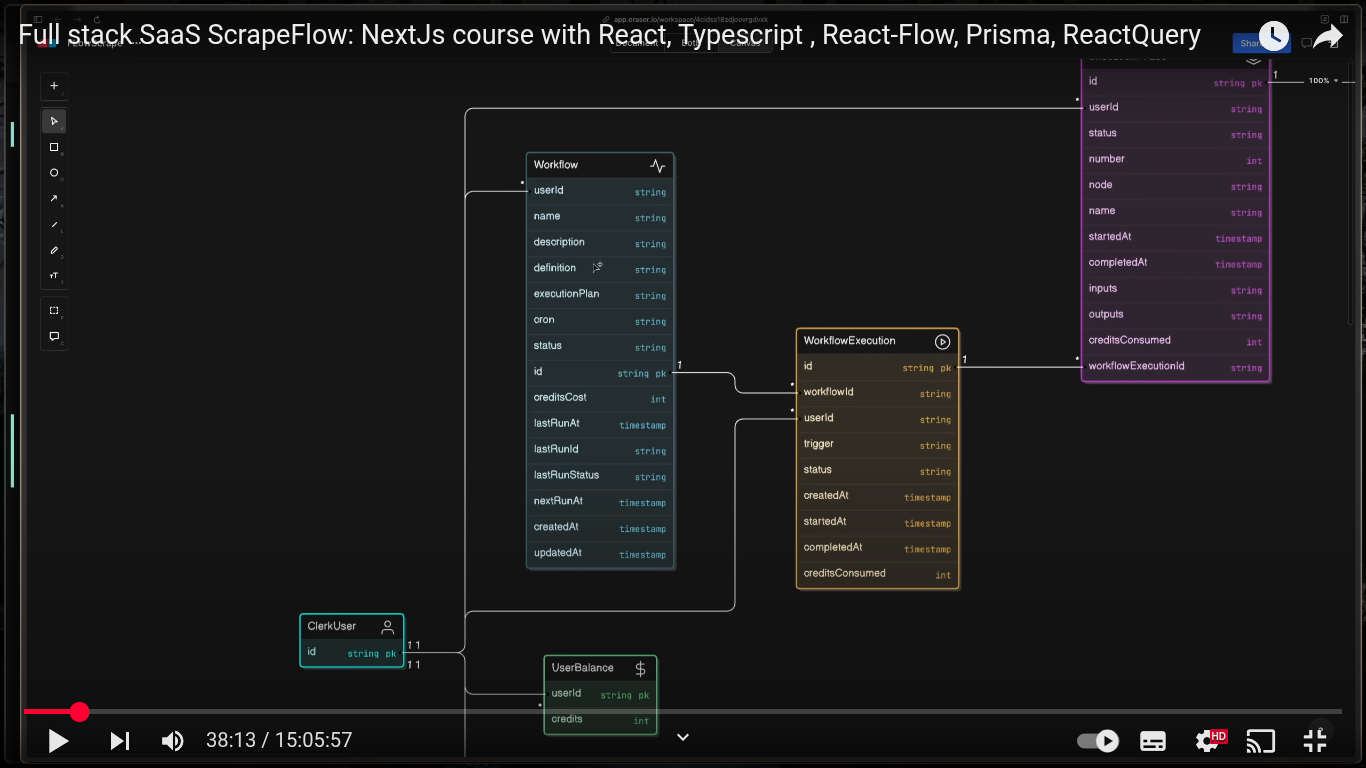 app.eraser.io/workspace/
Full stack SaaS ScrapeFlow: NextJs course with React, Typescript , React-Flow, Prisma, ReactQuery
Document
Both
Canvas
Share
100%
id string pk 1
* userId string
status string
number int
node string
name string
startedAt timestamp
completedAt timestamp
inputs string
outputs string
creditsConsumed int
* workflowExecutionId string
Workflow
* userId string
name string
description string
definition string
executionPlan string
cron string
status string
id string pk 1
creditsCost int
lastRunAt timestamp
lastRunId string
lastRunStatus string
nextRunAt timestamp
createdAt timestamp
updatedAt timestamp
WorkflowExecution
id string pk 1
* workflowId string
* userId string
trigger string
status string
createdAt timestamp
startedAt timestamp
completedAt timestamp
creditsConsumed int
ClerkUser
id string pk 1 1
1 1
UserBalance
userId string pk
* credits int
38:13 / 15:05:57
HD